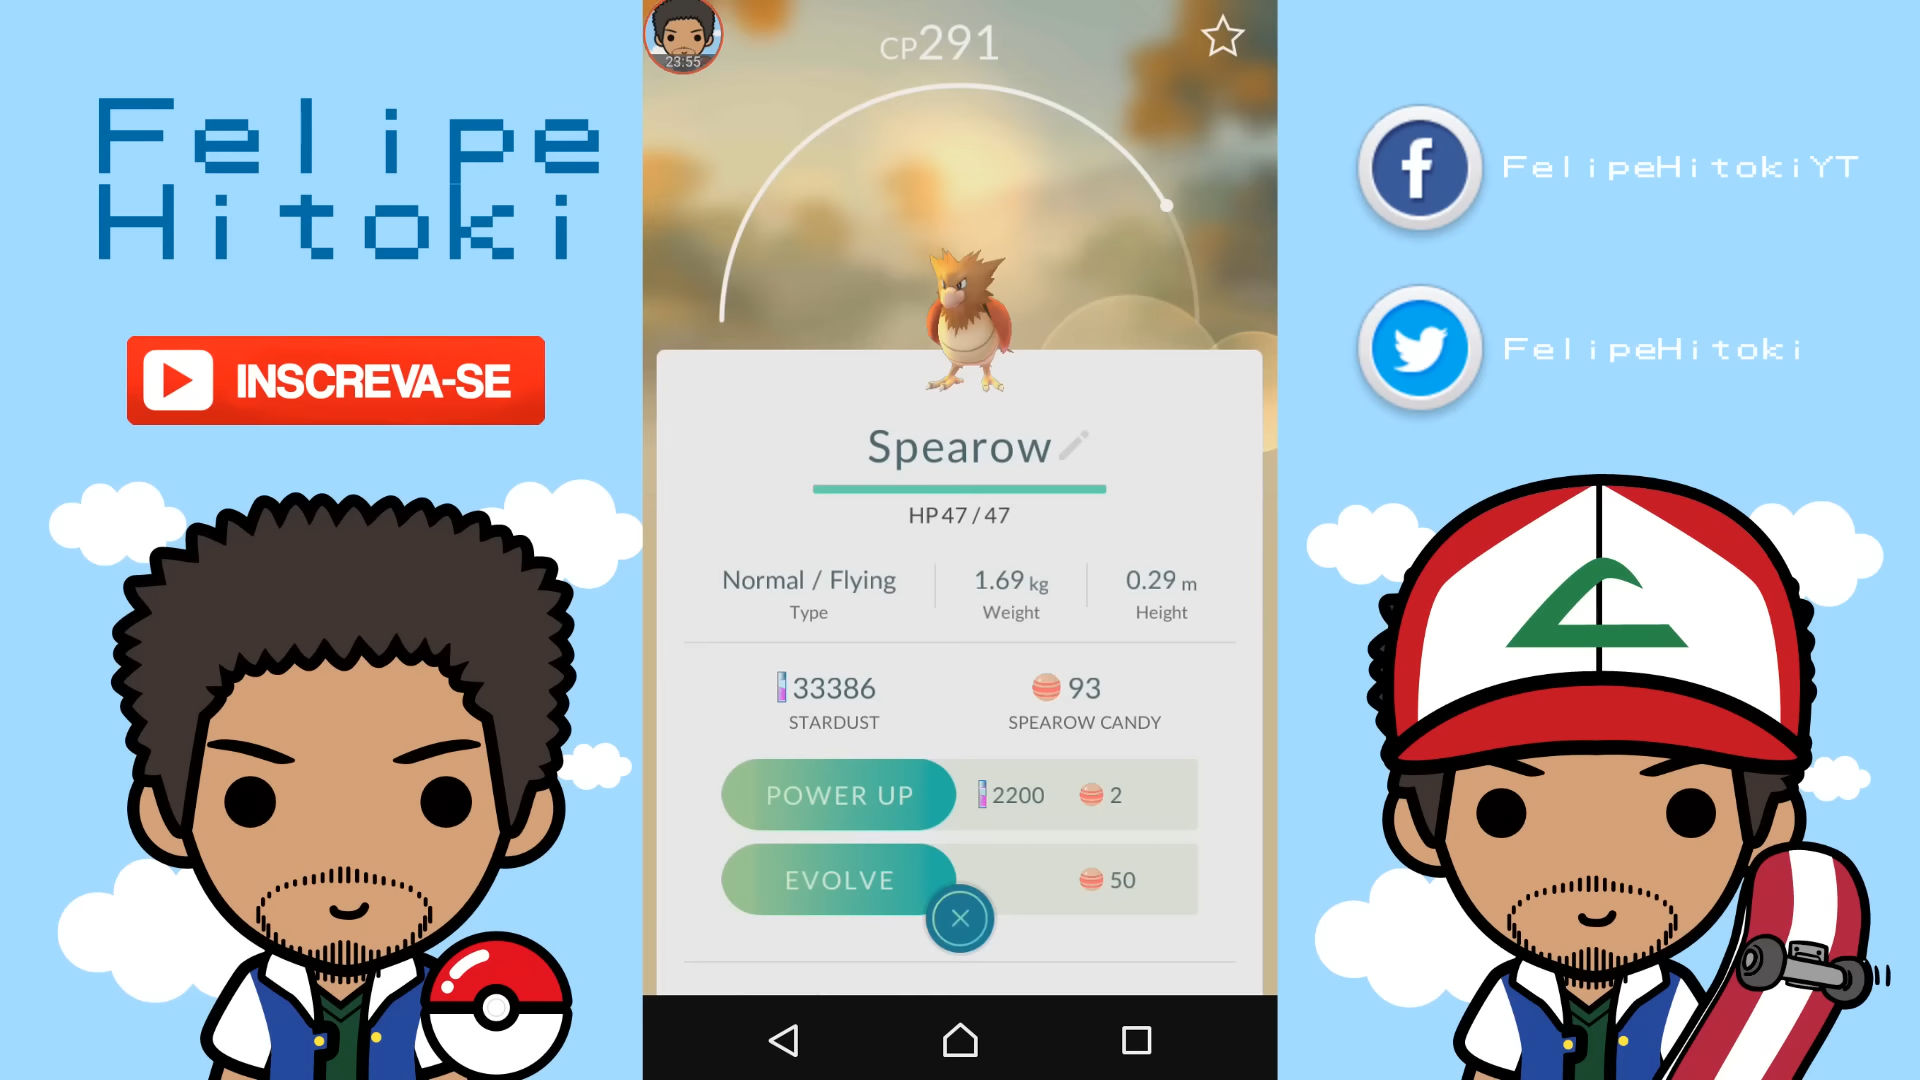 Felipe
Hitoki
INSCREVA-SE
23:55
CP291
Spearow
HP 47 / 47
Normal / Flying
Type
1.69 kg
Weight
0.29 m
Height
33386
STARDUST
93
SPEAROW CANDY
POWER UP
2200
2
EVOLVE
50
f
FelipeHitokiYT
FelipeHitoki